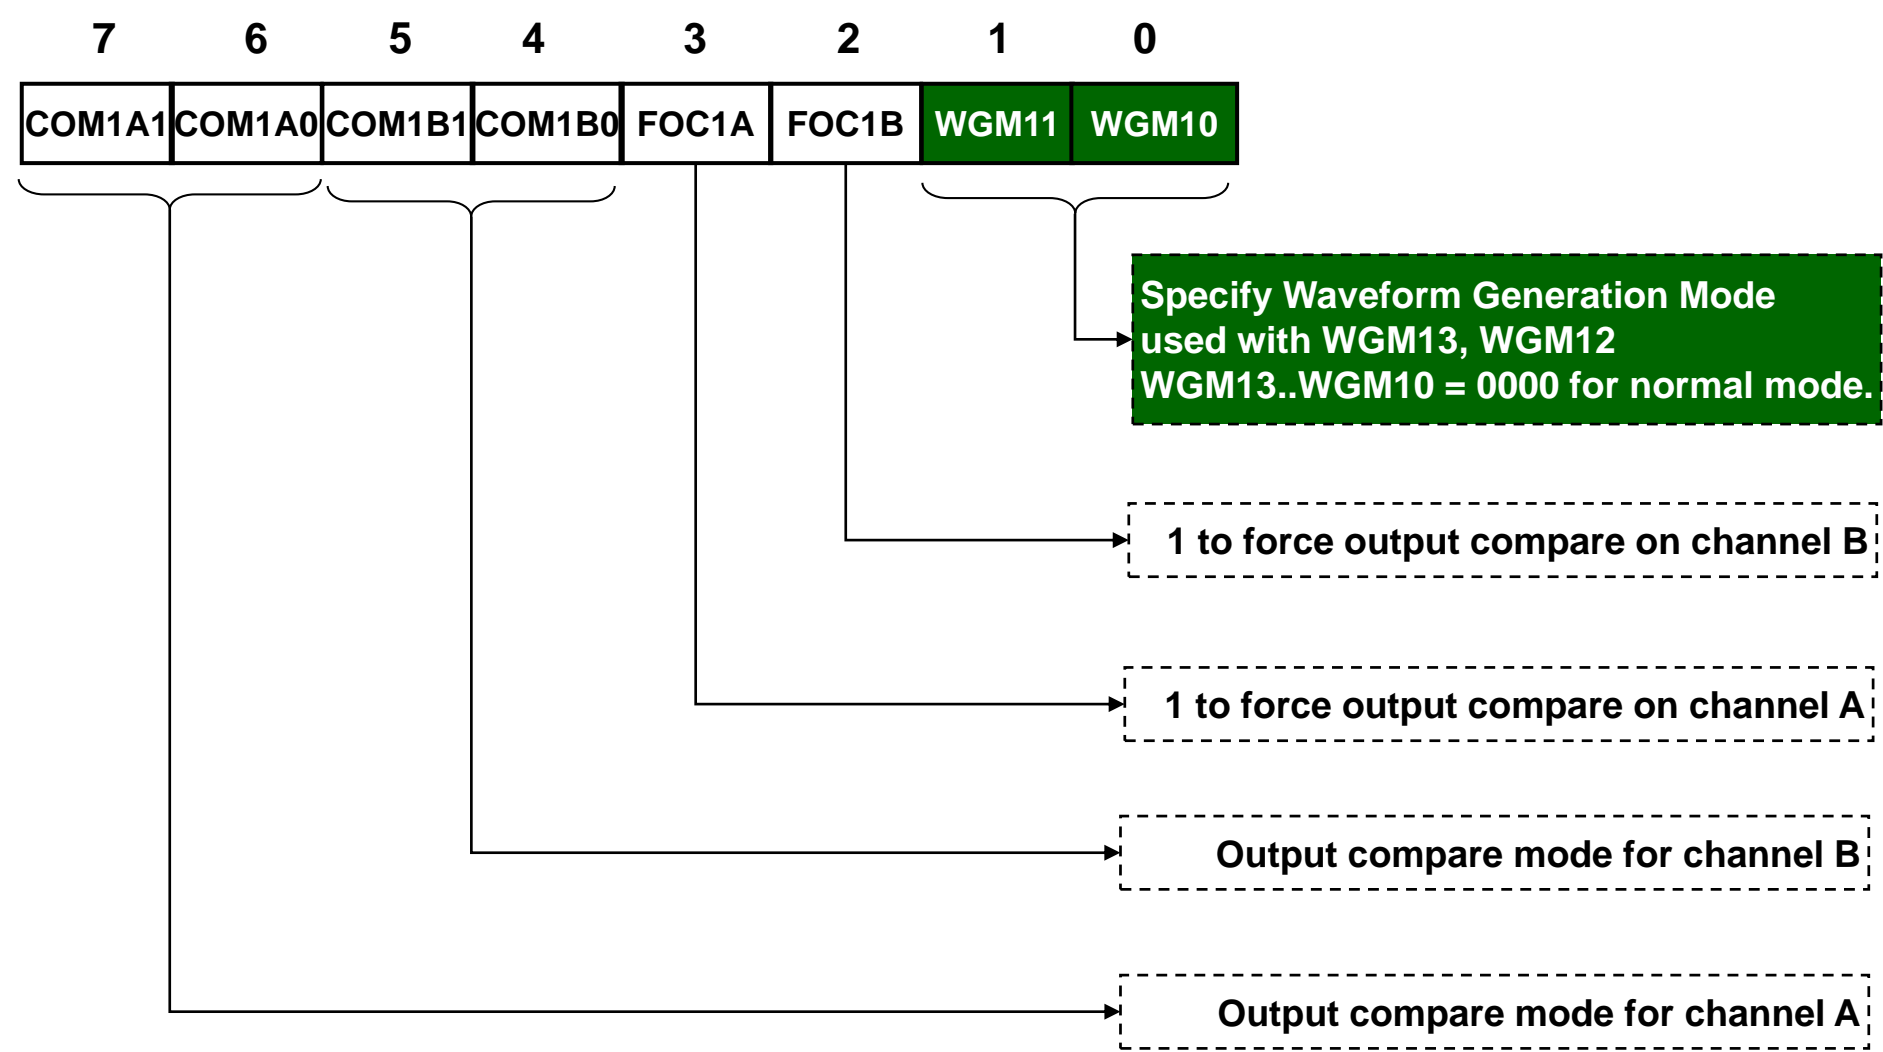 7 6 5 4 3 2 1 0
COM1A1 COM1A0 COM1B1 COM1B0 FOC1A FOC1B WGM11 WGM10
Specify Waveform Generation Mode
used with WGM13, WGM12
WGM13..WGM10 = 0000 for normal mode.
1 to force output compare on channel B
1 to force output compare on channel A
Output compare mode for channel B
Output compare mode for channel A